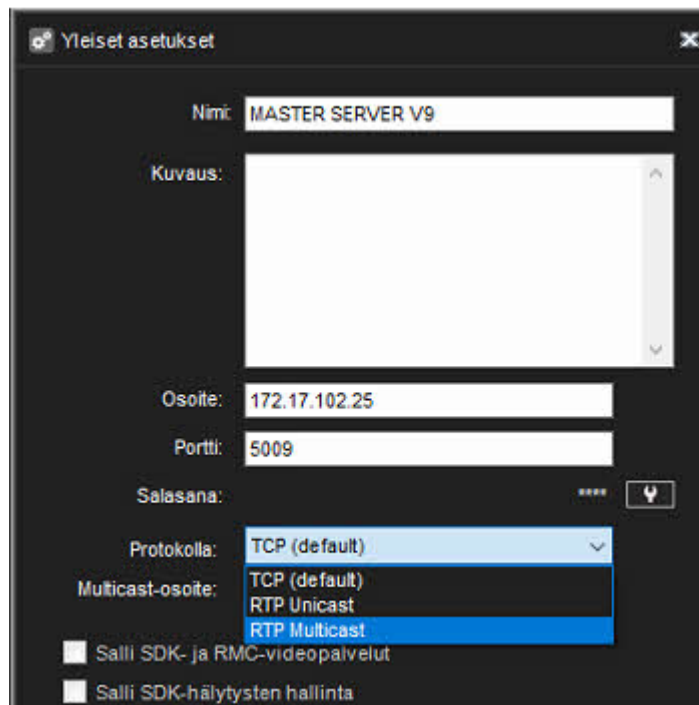 Yleiset asetukset
Nimi: MASTER SERVER V9
Kuvaus:
Osoite: 172.17.102.25
Portti: 5009
Salasana: ****
Protokolla: TCP (default)
TCP (default)
Multicast-osoite:
RTP Unicast
RTP Multicast
Salli SDK- ja RMC-videopalvelut
Salli SDK-hälytysten hallinta